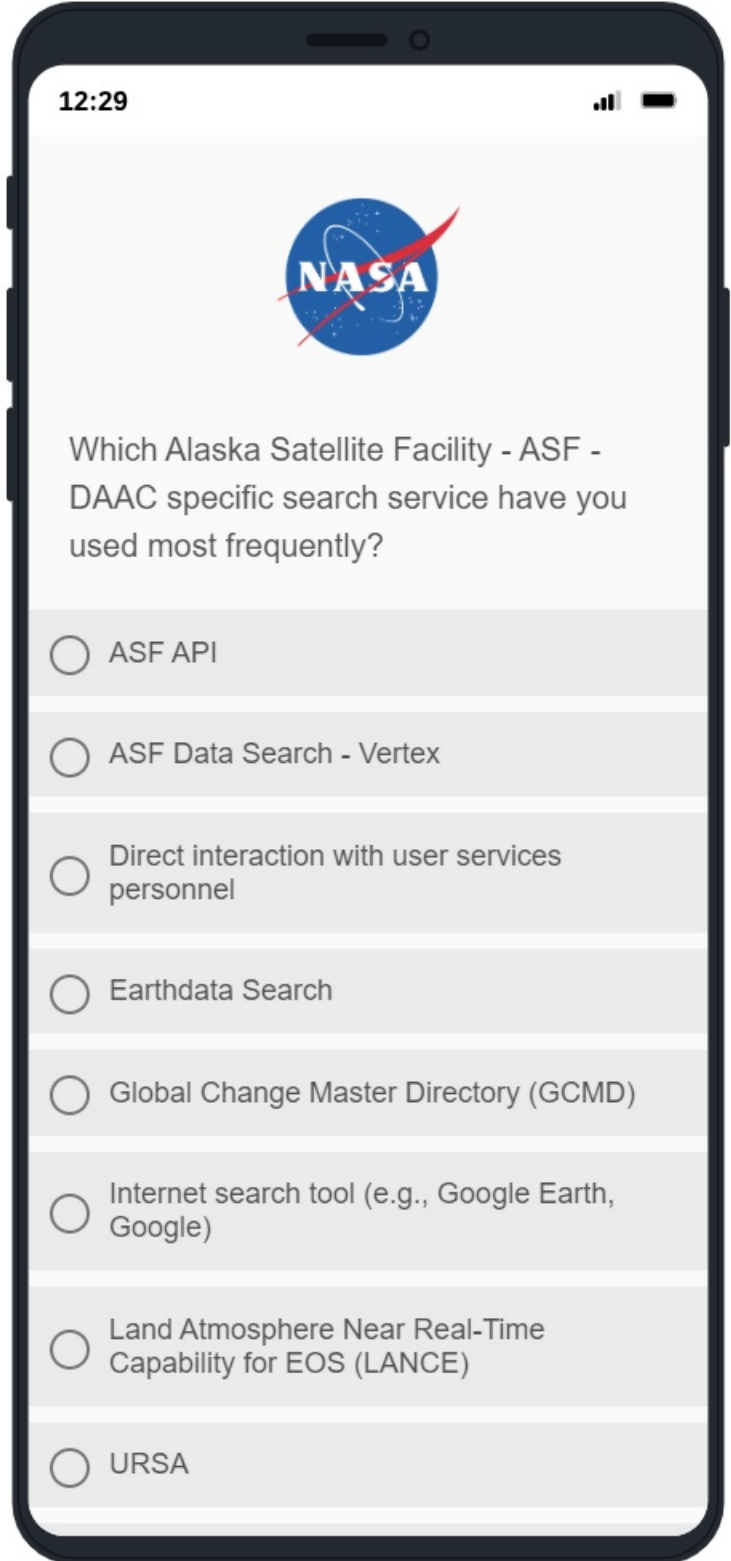 12:29
NASA
Which Alaska Satellite Facility - ASF -
DAAC specific search service have you
used most frequently?
ASF API
ASF Data Search - Vertex
Direct interaction with user services
personnel
Earthdata Search
Global Change Master Directory (GCMD)
Internet search tool (e.g., Google Earth,
Google)
Land Atmosphere Near Real-Time
Capability for EOS (LANCE)
URSA